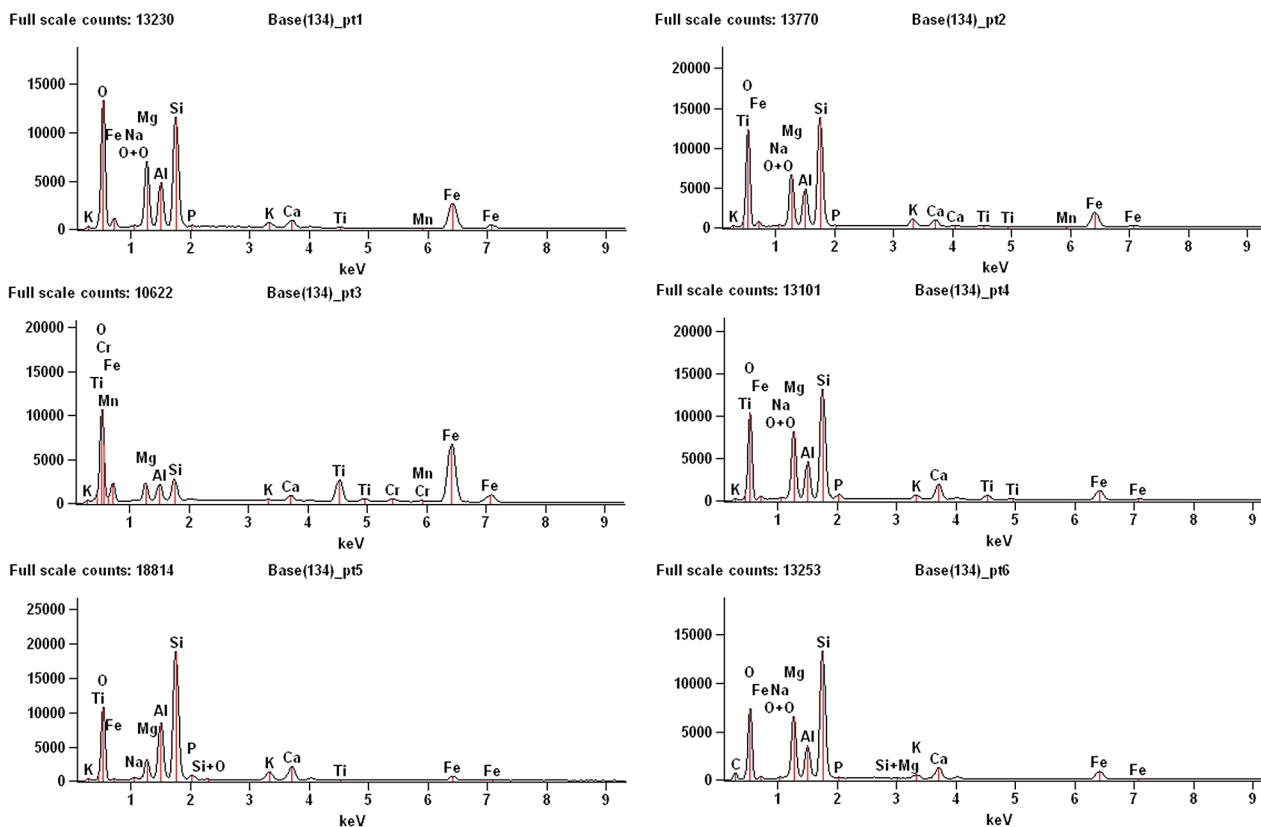 Full scale counts: 13230 Base(134)_pt1
15000
10000
5000
0
O
Si
Mg
Fe Na
O+O
Al
K
P
K
Ca
Ti
Mn
Fe
Fe
1 2 3 4 5 6 7 8 9
keV
Full scale counts: 13770 Base(134)_pt2
20000
15000
10000
5000
0
O
Fe
Si
Ti
Mg
Na
O+O
Al
K
P
K
Ca
Ca
Ti
Ti
Mn
Fe
Fe
1 2 3 4 5 6 7 8 9
keV
Full scale counts: 10622 Base(134)_pt3
20000
15000
10000
5000
0
O
Cr
Fe
Ti
Mn
Mg
Al
Si
K
K
Ca
Ti
Ti
Cr
Mn
Cr
Fe
Fe
1 2 3 4 5 6 7 8 9
keV
Full scale counts: 13101 Base(134)_pt4
20000
15000
10000
5000
0
O
Fe
Mg
Si
Ti
Na
O+O
Al
K
P
K
Ca
Ti
Ti
Fe
Fe
1 2 3 4 5 6 7 8 9
keV
Full scale counts: 18814 Base(134)_pt5
25000
20000
15000
10000
5000
0
Si
O
Ti
Al
Fe
Mg
Na
P
Si+O
K
K
Ca
Ti
Fe
Fe
1 2 3 4 5 6 7 8 9
keV
Full scale counts: 13253 Base(134)_pt6
15000
10000
5000
0
Si
O
Mg
Fe Na
O+O
Al
C
P
Si+Mg
K
Ca
Fe
Fe
1 2 3 4 5 6 7 8 9
keV